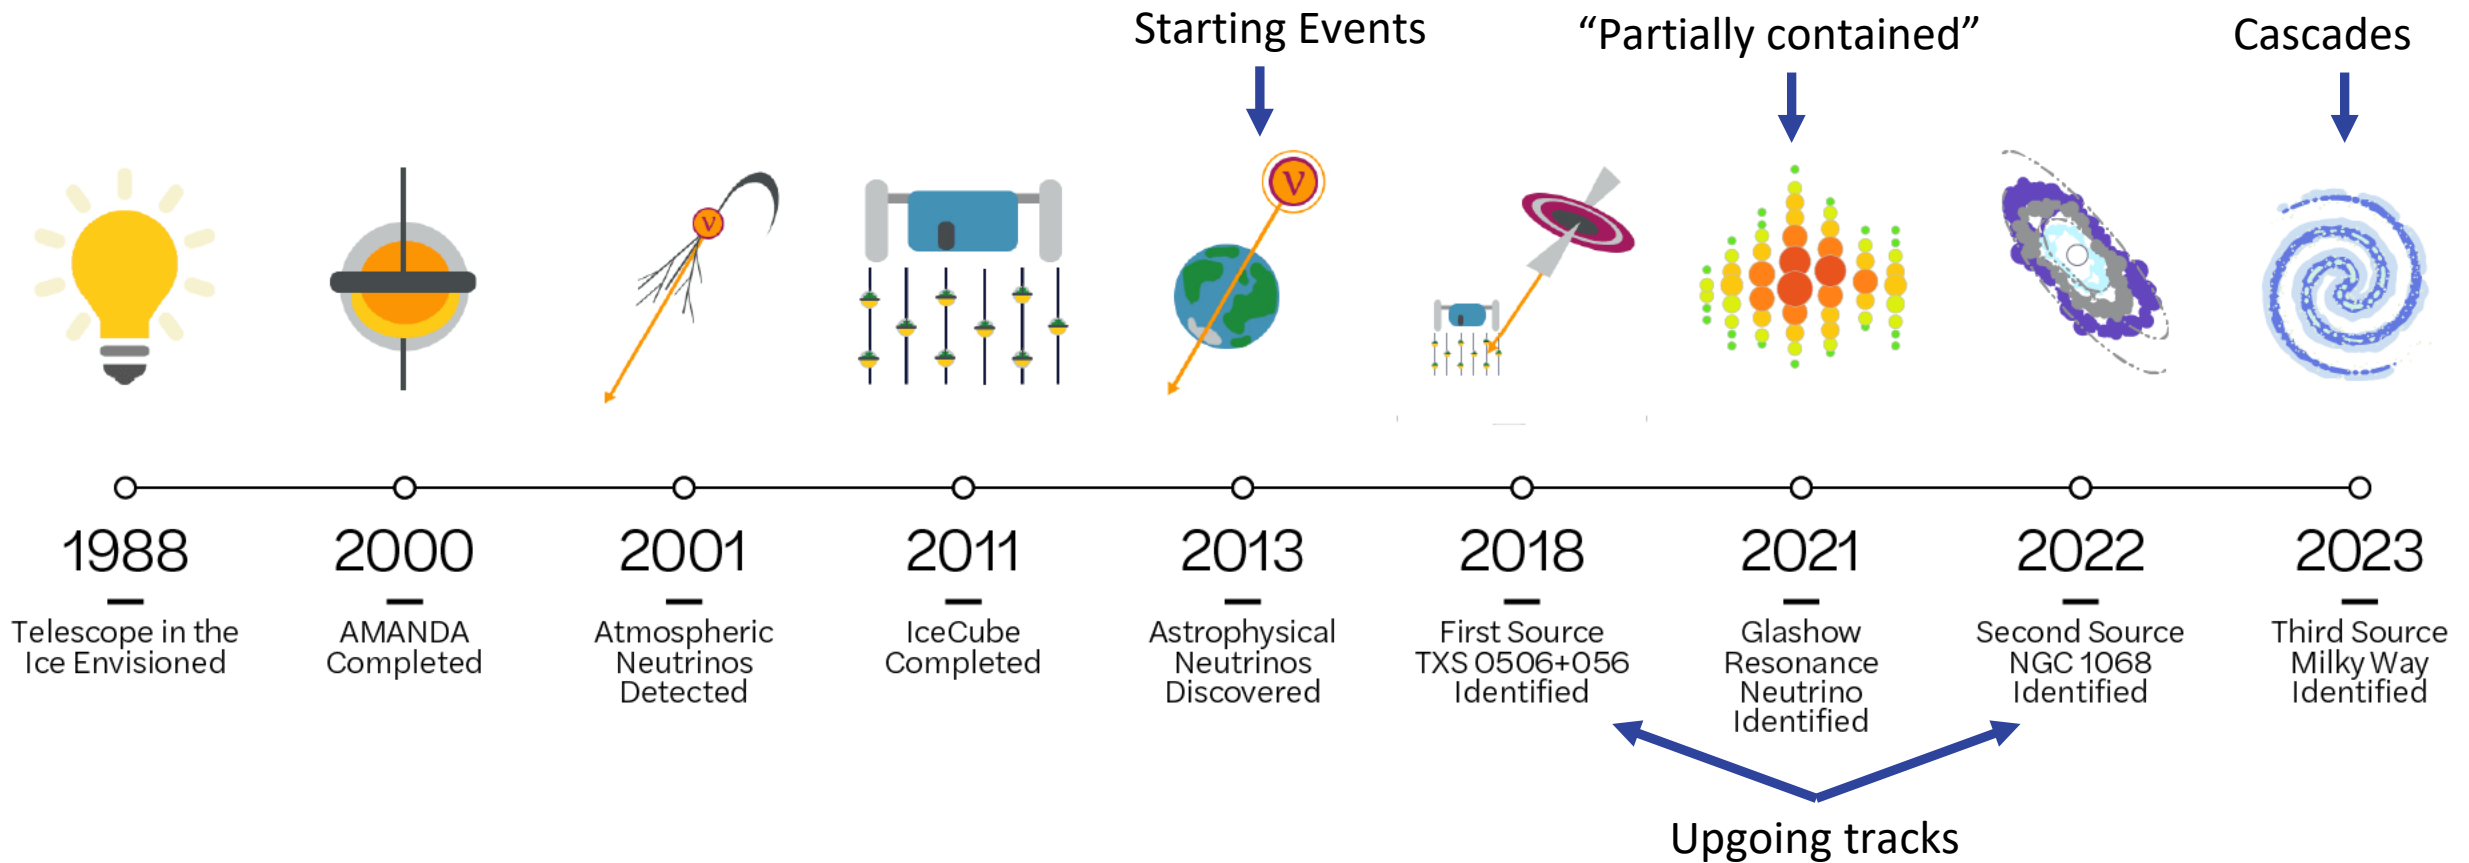 Starting Events
“Partially contained”
Cascades
ν
ν
1988
Telescope in the
Ice Envisioned
2000
AMANDA
Completed
2001
Atmospheric
Neutrinos
Detected
2011
IceCube
Completed
2013
Astrophysical
Neutrinos
Discovered
2018
First Source
TXS 0506+056
Identified
2021
Glashow
Resonance
Neutrino
Identified
2022
Second Source
NGC 1068
Identified
2023
Third Source
Milky Way
Identified
Upgoing tracks